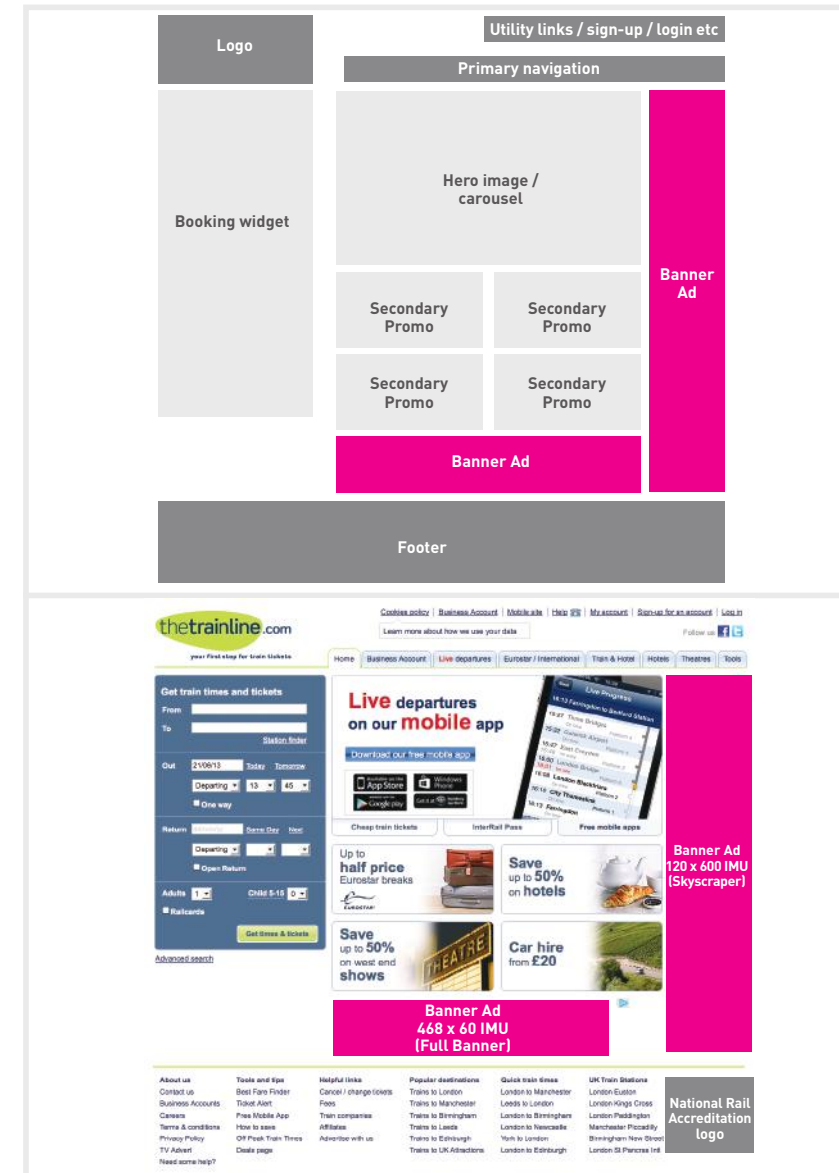 Logo
Utility links / sign-up / login etc
Primary navigation
Booking widget
Hero image /
carousel
Banner
Ad
Secondary
Promo
Secondary
Promo
Secondary
Promo
Secondary
Promo
Banner Ad
Footer
thetrainline.com
your first stop for train tickets
Cookies policy | Business Account | Mobile site | Help | My account | Sign-up for an account | Log in
Learn more about how we use your data
Follow us
Home Business Account Live departures Eurostar / International Train & Hotel Hotels Theatres Tools
Get train times and tickets
From
To
Station finder
Out 21/06/13 Today Tomorrow
Departing 13 45
One way
Return Same Day Next
Departing
Open Return
Adults 1 Child 5-15 0
Railcards
Get times & tickets
Advanced search
Live departures
on our mobile app
Download our free mobile app
Available on the
App Store
Windows
Phone
Google play
Live Progress
Cheap train tickets InterRail Pass Free mobile apps
Up to
half price
Eurostar breaks
EUROSTAR
Save
up to 50%
on hotels
Save
up to 50%
on west end
shows
THEATRE
Car hire
from £20
Banner Ad
120 x 600 IMU
(Skyscraper)
Banner Ad
468 x 60 IMU
(Full Banner)
About us
Contact us
Business Accounts
Careers
Terms & conditions
Privacy Policy
TV Advert
Need some help?
Tools and tips
Best Fare Finder
Ticket Alert
Free Mobile App
How to save
Off Peak Train Times
Deals page
Helpful links
Cancel / change tickets
Fees
Train companies
Affiliates
Advertise with us
Popular destinations
Trains to London
Trains to Manchester
Trains to Birmingham
Trains to Leeds
Trains to Edinburgh
Trains to UK Attractions
Quick train times
London to Manchester
Leeds to London
London to Birmingham
London to Newcastle
York to London
London to Edinburgh
UK Train Stations
London Euston
London Kings Cross
London Paddington
Manchester Piccadilly
Birmingham New Street
London St Pancras Intl
National Rail
Accreditation
logo